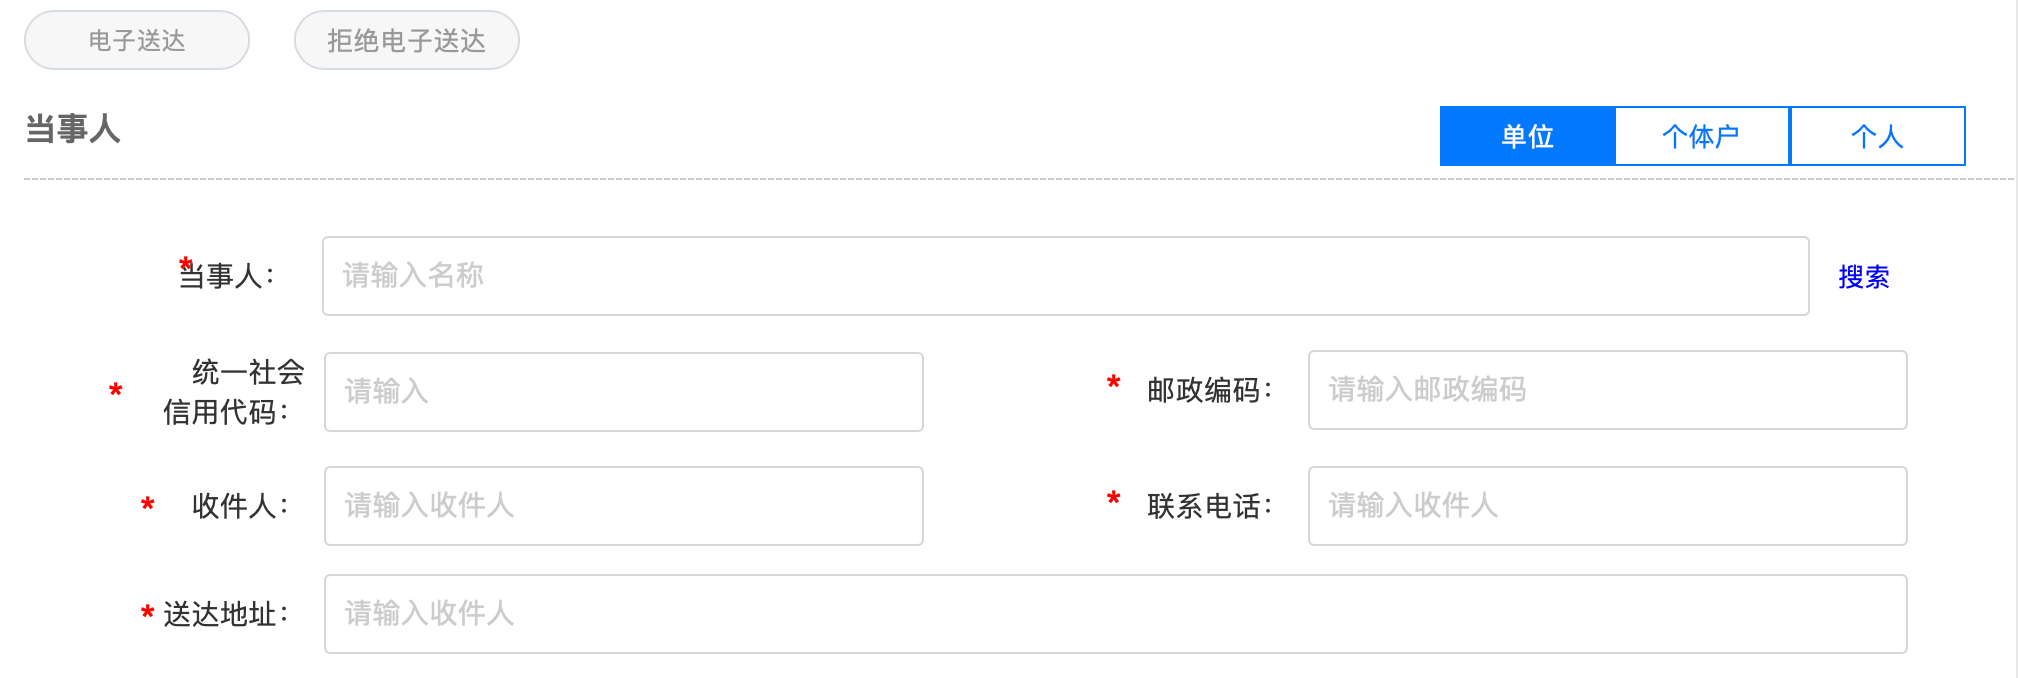 电子送达 拒绝电子送达
当事人 单位 个体户 个人
* 当事人： 请输入名称 搜索
* 统一社会信用代码： 请输入 * 邮政编码： 请输入邮政编码
* 收件人： 请输入收件人 * 联系电话： 请输入收件人
* 送达地址： 请输入收件人